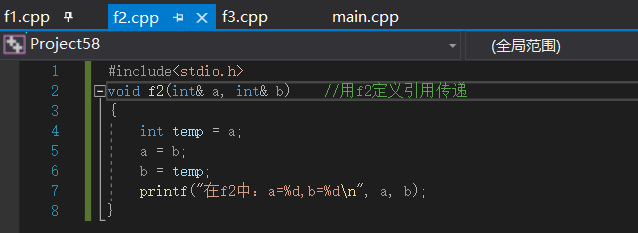 f1.cpp f2.cpp f3.cpp main.cpp
Project58 (全局范围)
1 #include<stdio.h>
2 void f2(int& a, int& b) //用f2定义引用传递
3 {
4 int temp = a;
5 a = b;
6 b = temp;
7 printf("在f2中：a=%d,b=%d\n", a, b);
8 }